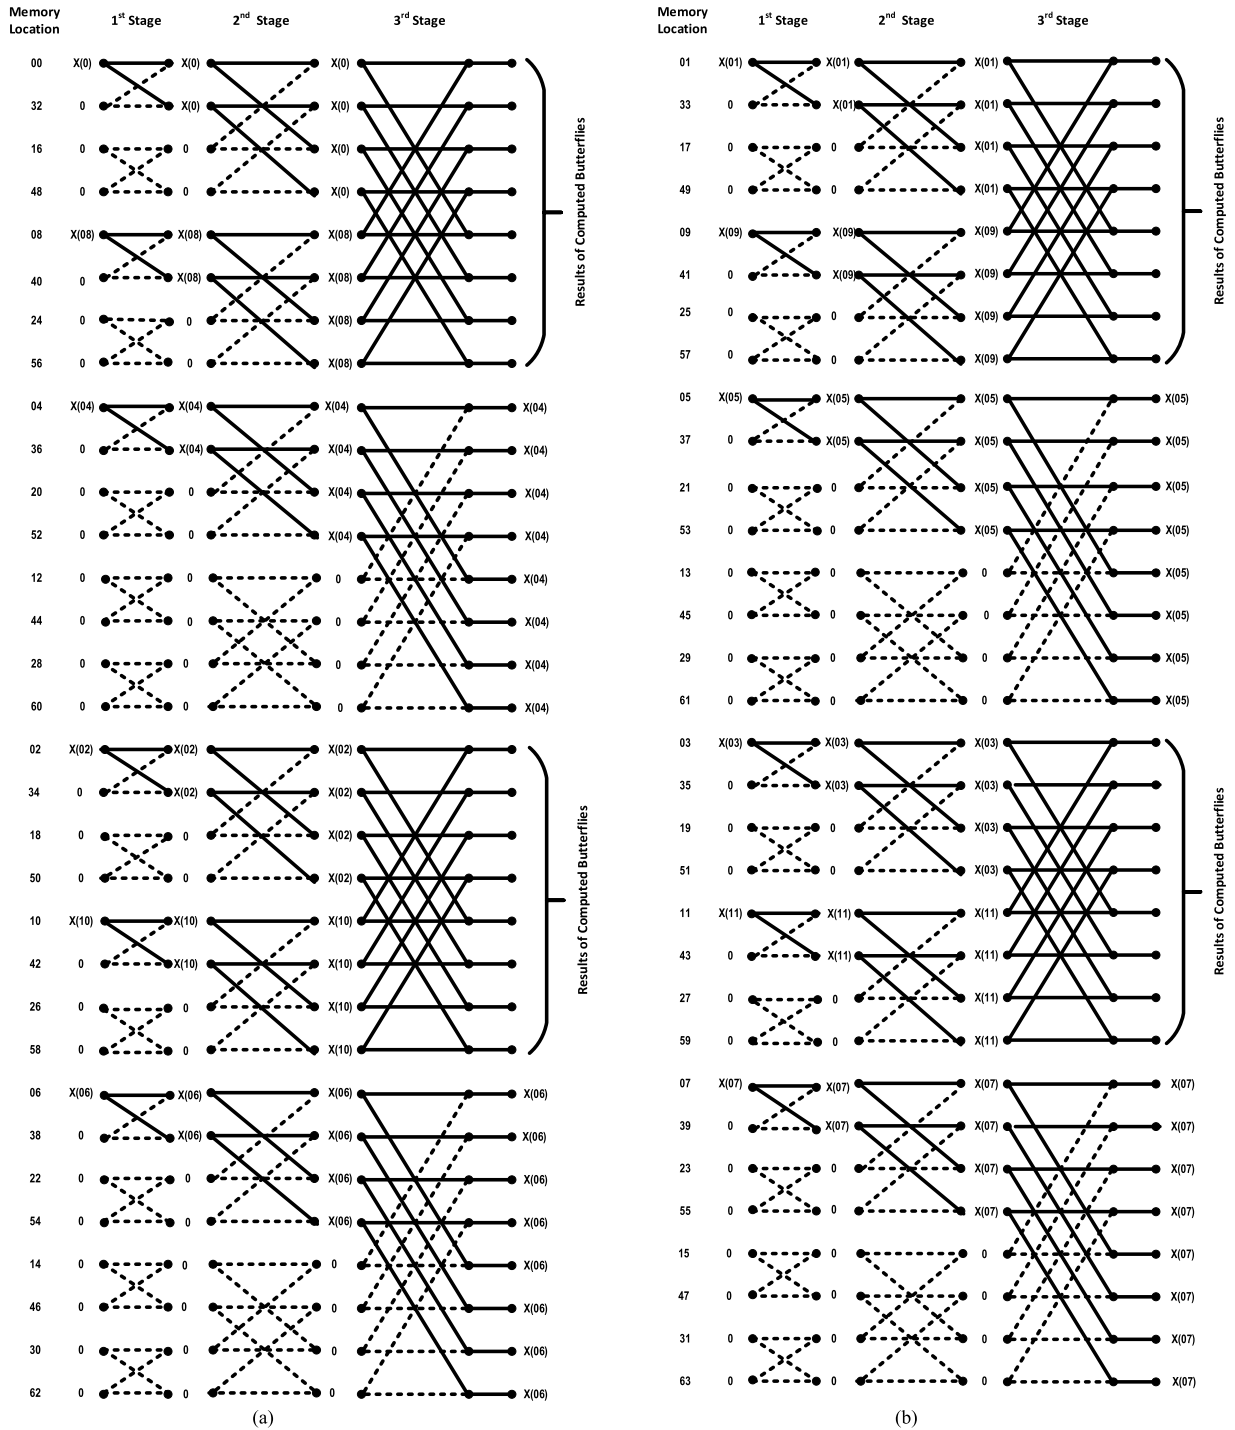 Memory Location 1st Stage 2nd Stage 3rd Stage
00 X(0) X(0) X(0)
32 0 X(0) X(0)
16 0 0 X(0)
48 0 0 X(0)
08 X(08) X(08) X(08)
40 0 X(08) X(08)
24 0 0 X(08)
56 0 0 X(08)
Results of Computed Butterflies
04 X(04) X(04) X(04) X(04)
36 0 X(04) X(04) X(04)
20 0 0 X(04) X(04)
52 0 0 X(04) X(04)
12 0 0 0 X(04)
44 0 0 0 X(04)
28 0 0 0 X(04)
60 0 0 0 X(04)
02 X(02) X(02) X(02)
34 0 X(02) X(02)
18 0 0 X(02)
50 0 0 X(02)
10 X(10) X(10) X(10)
42 0 X(10) X(10)
26 0 0 X(10)
58 0 0 X(10)
Results of Computed Butterflies
06 X(06) X(06) X(06) X(06)
38 0 X(06) X(06) X(06)
22 0 0 X(06) X(06)
54 0 0 X(06) X(06)
14 0 0 0 X(06)
46 0 0 0 X(06)
30 0 0 0 X(06)
62 0 0 0 X(06)
(a)
Memory Location 1st Stage 2nd Stage 3rd Stage
01 X(01) X(01) X(01)
33 0 X(01) X(01)
17 0 0 X(01)
49 0 0 X(01)
09 X(09) X(09) X(09)
41 0 X(09) X(09)
25 0 0 X(09)
57 0 0 X(09)
Results of Computed Butterflies
05 X(05) X(05) X(05) X(05)
37 0 X(05) X(05) X(05)
21 0 0 X(05) X(05)
53 0 0 X(05) X(05)
13 0 0 0 X(05)
45 0 0 0 X(05)
29 0 0 0 X(05)
61 0 0 0 X(05)
03 X(03) X(03) X(03)
35 0 X(03) X(03)
19 0 0 X(03)
51 0 0 X(03)
11 X(11) X(11) X(11)
43 0 X(11) X(11)
27 0 0 X(11)
59 0 0 X(11)
Results of Computed Butterflies
07 X(07) X(07) X(07) X(07)
39 0 X(07) X(07) X(07)
23 0 0 X(07) X(07)
55 0 0 X(07) X(07)
15 0 0 0 X(07)
47 0 0 0 X(07)
31 0 0 0 X(07)
63 0 0 0 X(07)
(b)